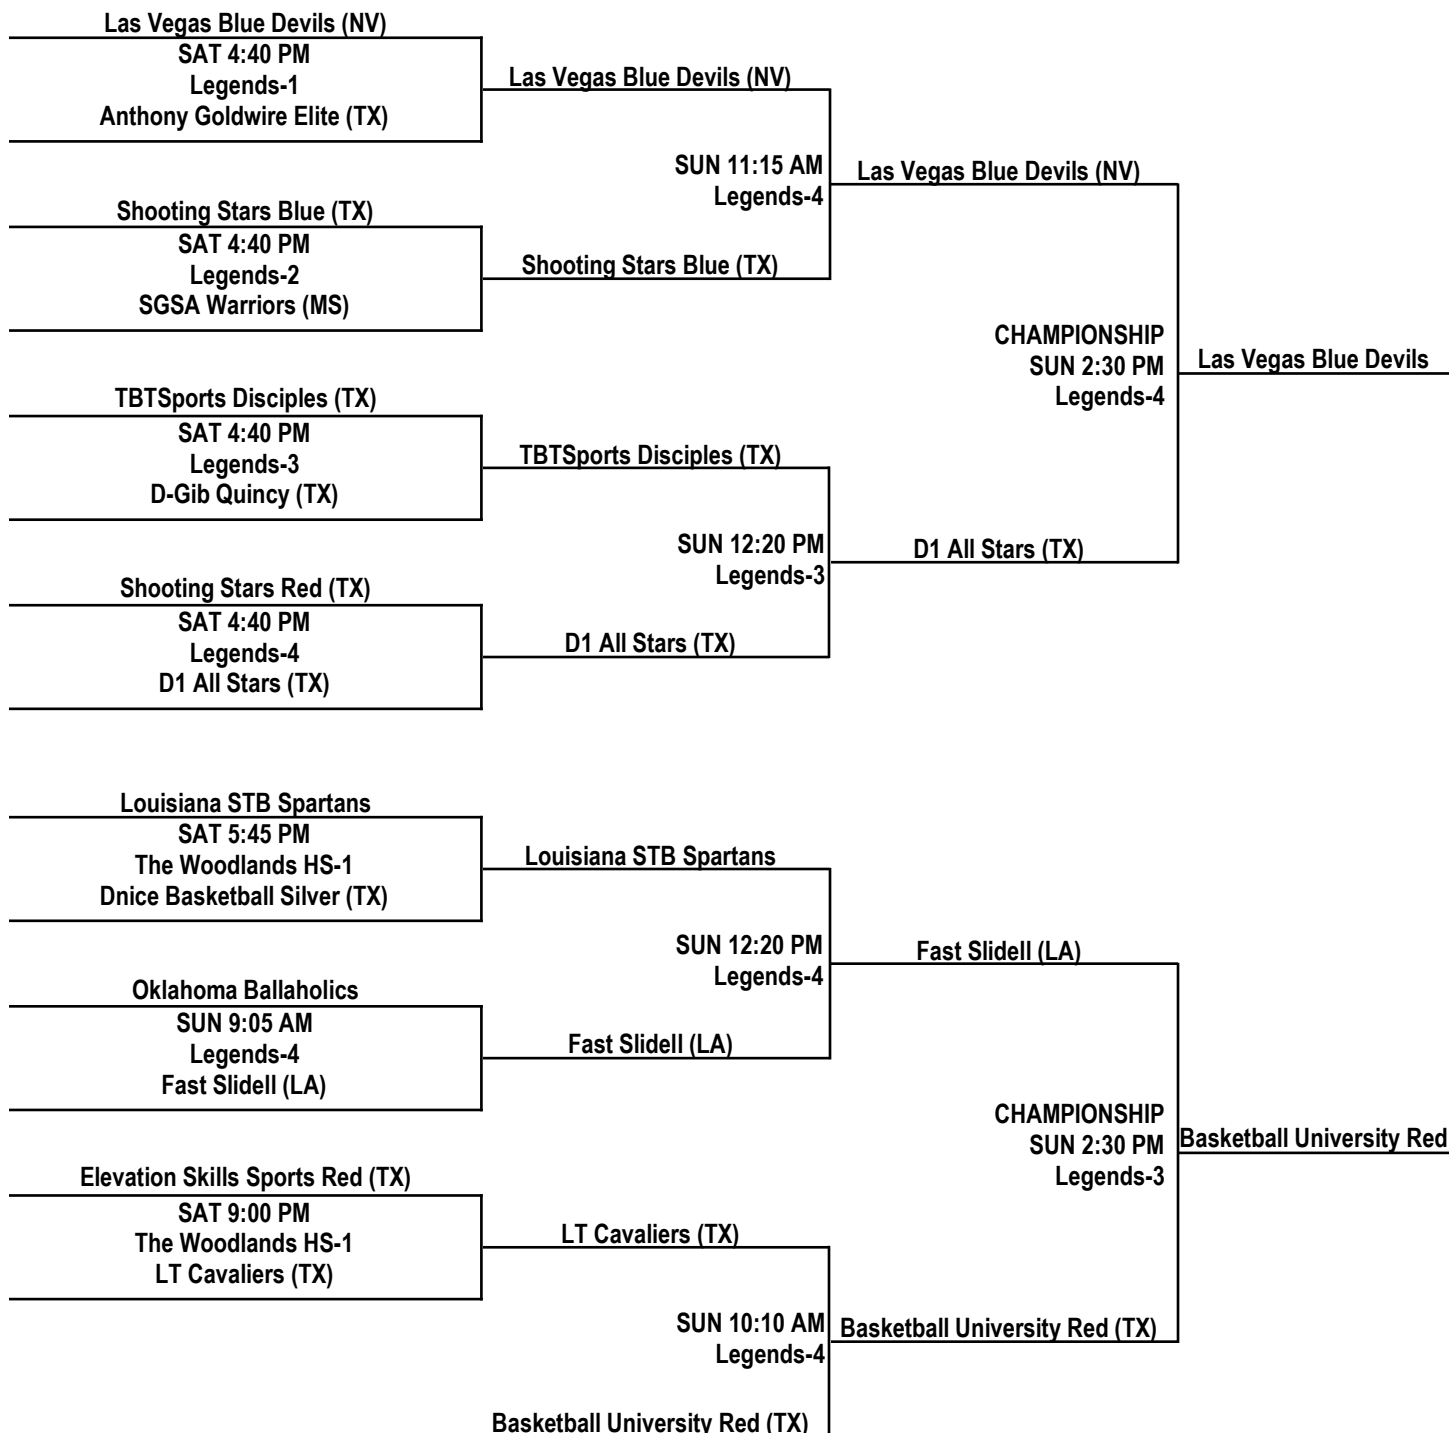 Las Vegas Blue Devils (NV)
SAT 4:40 PM
Legends-1
Anthony Goldwire Elite (TX)
Las Vegas Blue Devils (NV)
SUN 11:15 AM
Legends-4
Las Vegas Blue Devils (NV)
Shooting Stars Blue (TX)
SAT 4:40 PM
Legends-2
SGSA Warriors (MS)
Shooting Stars Blue (TX)
CHAMPIONSHIP
SUN 2:30 PM
Legends-4
Las Vegas Blue Devils
TBTSports Disciples (TX)
SAT 4:40 PM
Legends-3
D-Gib Quincy (TX)
TBTSports Disciples (TX)
SUN 12:20 PM
Legends-3
D1 All Stars (TX)
Shooting Stars Red (TX)
SAT 4:40 PM
Legends-4
D1 All Stars (TX)
D1 All Stars (TX)
Louisiana STB Spartans
SAT 5:45 PM
The Woodlands HS-1
Dnice Basketball Silver (TX)
Louisiana STB Spartans
SUN 12:20 PM
Legends-4
Fast Slidell (LA)
Oklahoma Ballaholics
SUN 9:05 AM
Legends-4
Fast Slidell (LA)
Fast Slidell (LA)
CHAMPIONSHIP
SUN 2:30 PM
Legends-3
Basketball University Red
Elevation Skills Sports Red (TX)
SAT 9:00 PM
The Woodlands HS-1
LT Cavaliers (TX)
LT Cavaliers (TX)
SUN 10:10 AM
Legends-4
Basketball University Red (TX)
Basketball University Red (TX)